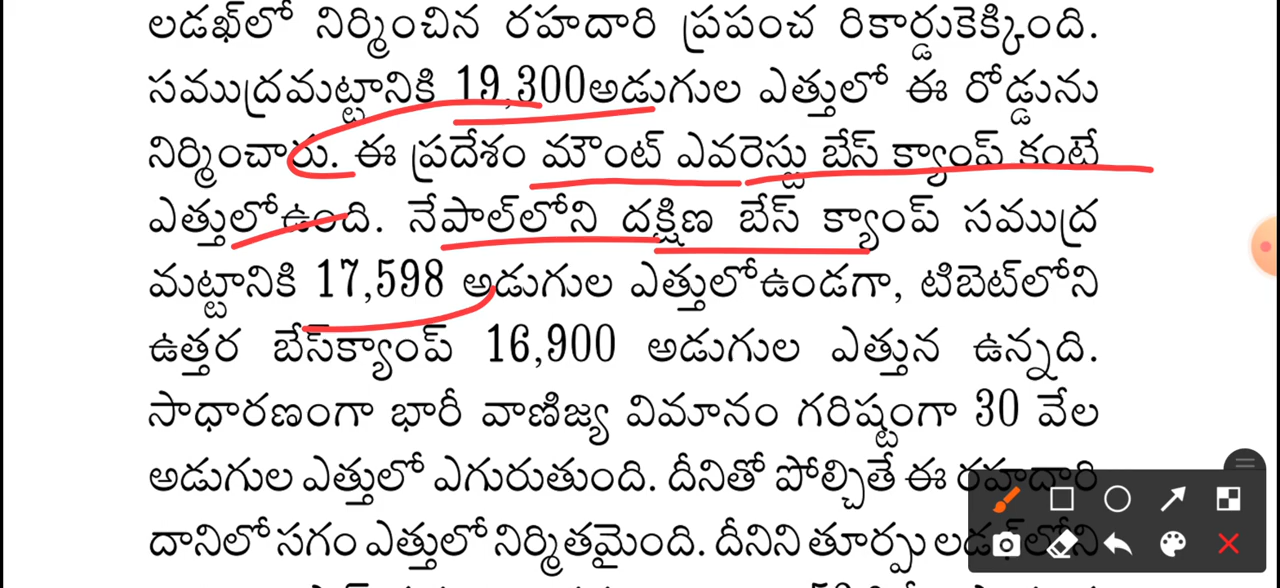 లడఖ్‌లో నిర్మించిన రహదారి ప్రపంచ రికార్డుకెక్కింది.
సముద్రమట్టానికి 19,300అడుగుల ఎత్తులో ఈ రోడ్డును
నిర్మించారు. ఈ ప్రదేశం మౌంట్ ఎవరెస్టు బేస్ క్యాంప్ కంటే
ఎత్తులోఉంది. నేపాల్‌లోని దక్షిణ బేస్ క్యాంప్ సముద్ర
మట్టానికి 17,598 అడుగుల ఎత్తులోఉండగా, టిబెట్‌లోని
ఉత్తర బేస్‌క్యాంప్ 16,900 అడుగుల ఎత్తున ఉన్నది.
సాధారణంగా భారీ వాణిజ్య విమానం గరిష్టంగా 30 వేల
అడుగుల ఎత్తులో ఎగురుతుంది. దీనితో పోల్చితే ఈ రహదారి
దానిలో సగం ఎత్తులో నిర్మితమైంది. దీనిని తూర్పు లడఖ్‌లోని